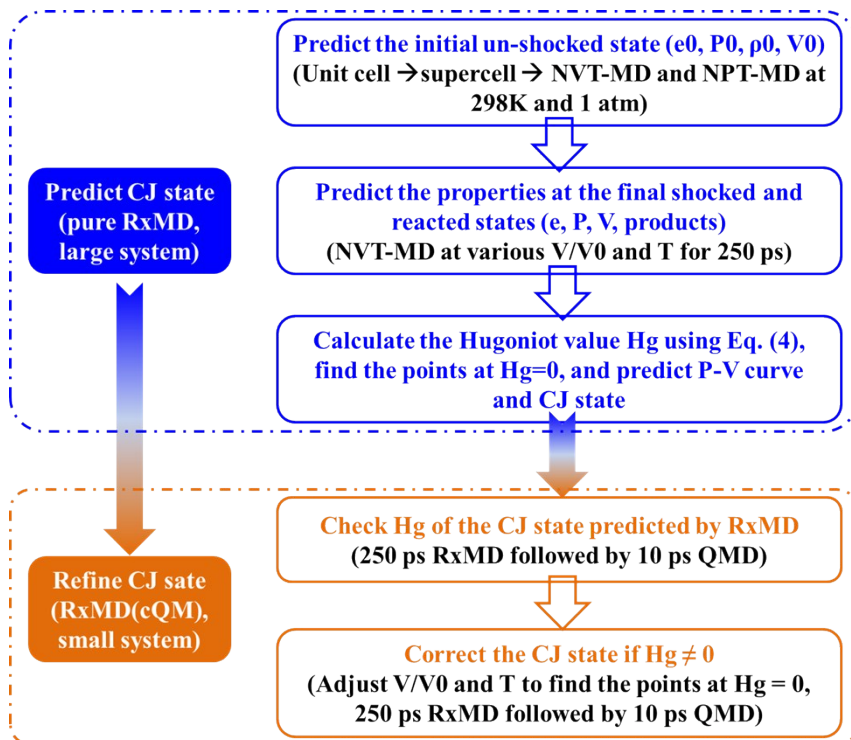 Predict the initial un-shocked state (e0, P0, ρ0, V0)
(Unit cell →supercell→ NVT-MD and NPT-MD at
298K and 1 atm)
Predict CJ state
(pure RxMD,
large system)
Predict the properties at the final shocked and
reacted states (e, P, V, products)
(NVT-MD at various V/V0 and T for 250 ps)
Calculate the Hugoniot value Hg using Eq. (4),
find the points at Hg=0, and predict P-V curve
and CJ state
Check Hg of the CJ state predicted by RxMD
(250 ps RxMD followed by 10 ps QMD)
Refine CJ sate
(RxMD(cQM),
small system)
Correct the CJ state if Hg ≠ 0
(Adjust V/V0 and T to find the points at Hg = 0,
250 ps RxMD followed by 10 ps QMD)